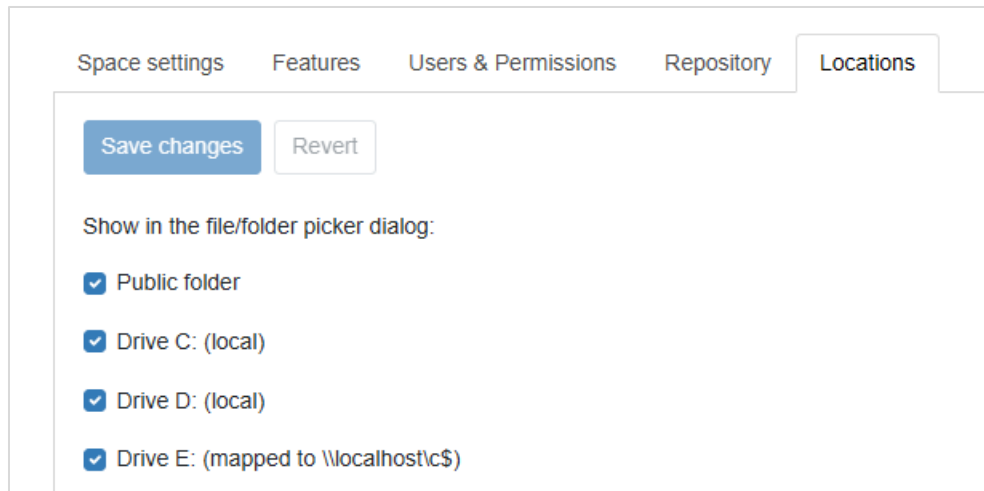 Space settings Features Users & Permissions Repository Locations
Save changes Revert
Show in the file/folder picker dialog:
Public folder
Drive C: (local)
Drive D: (local)
Drive E: (mapped to \\localhost\c$)